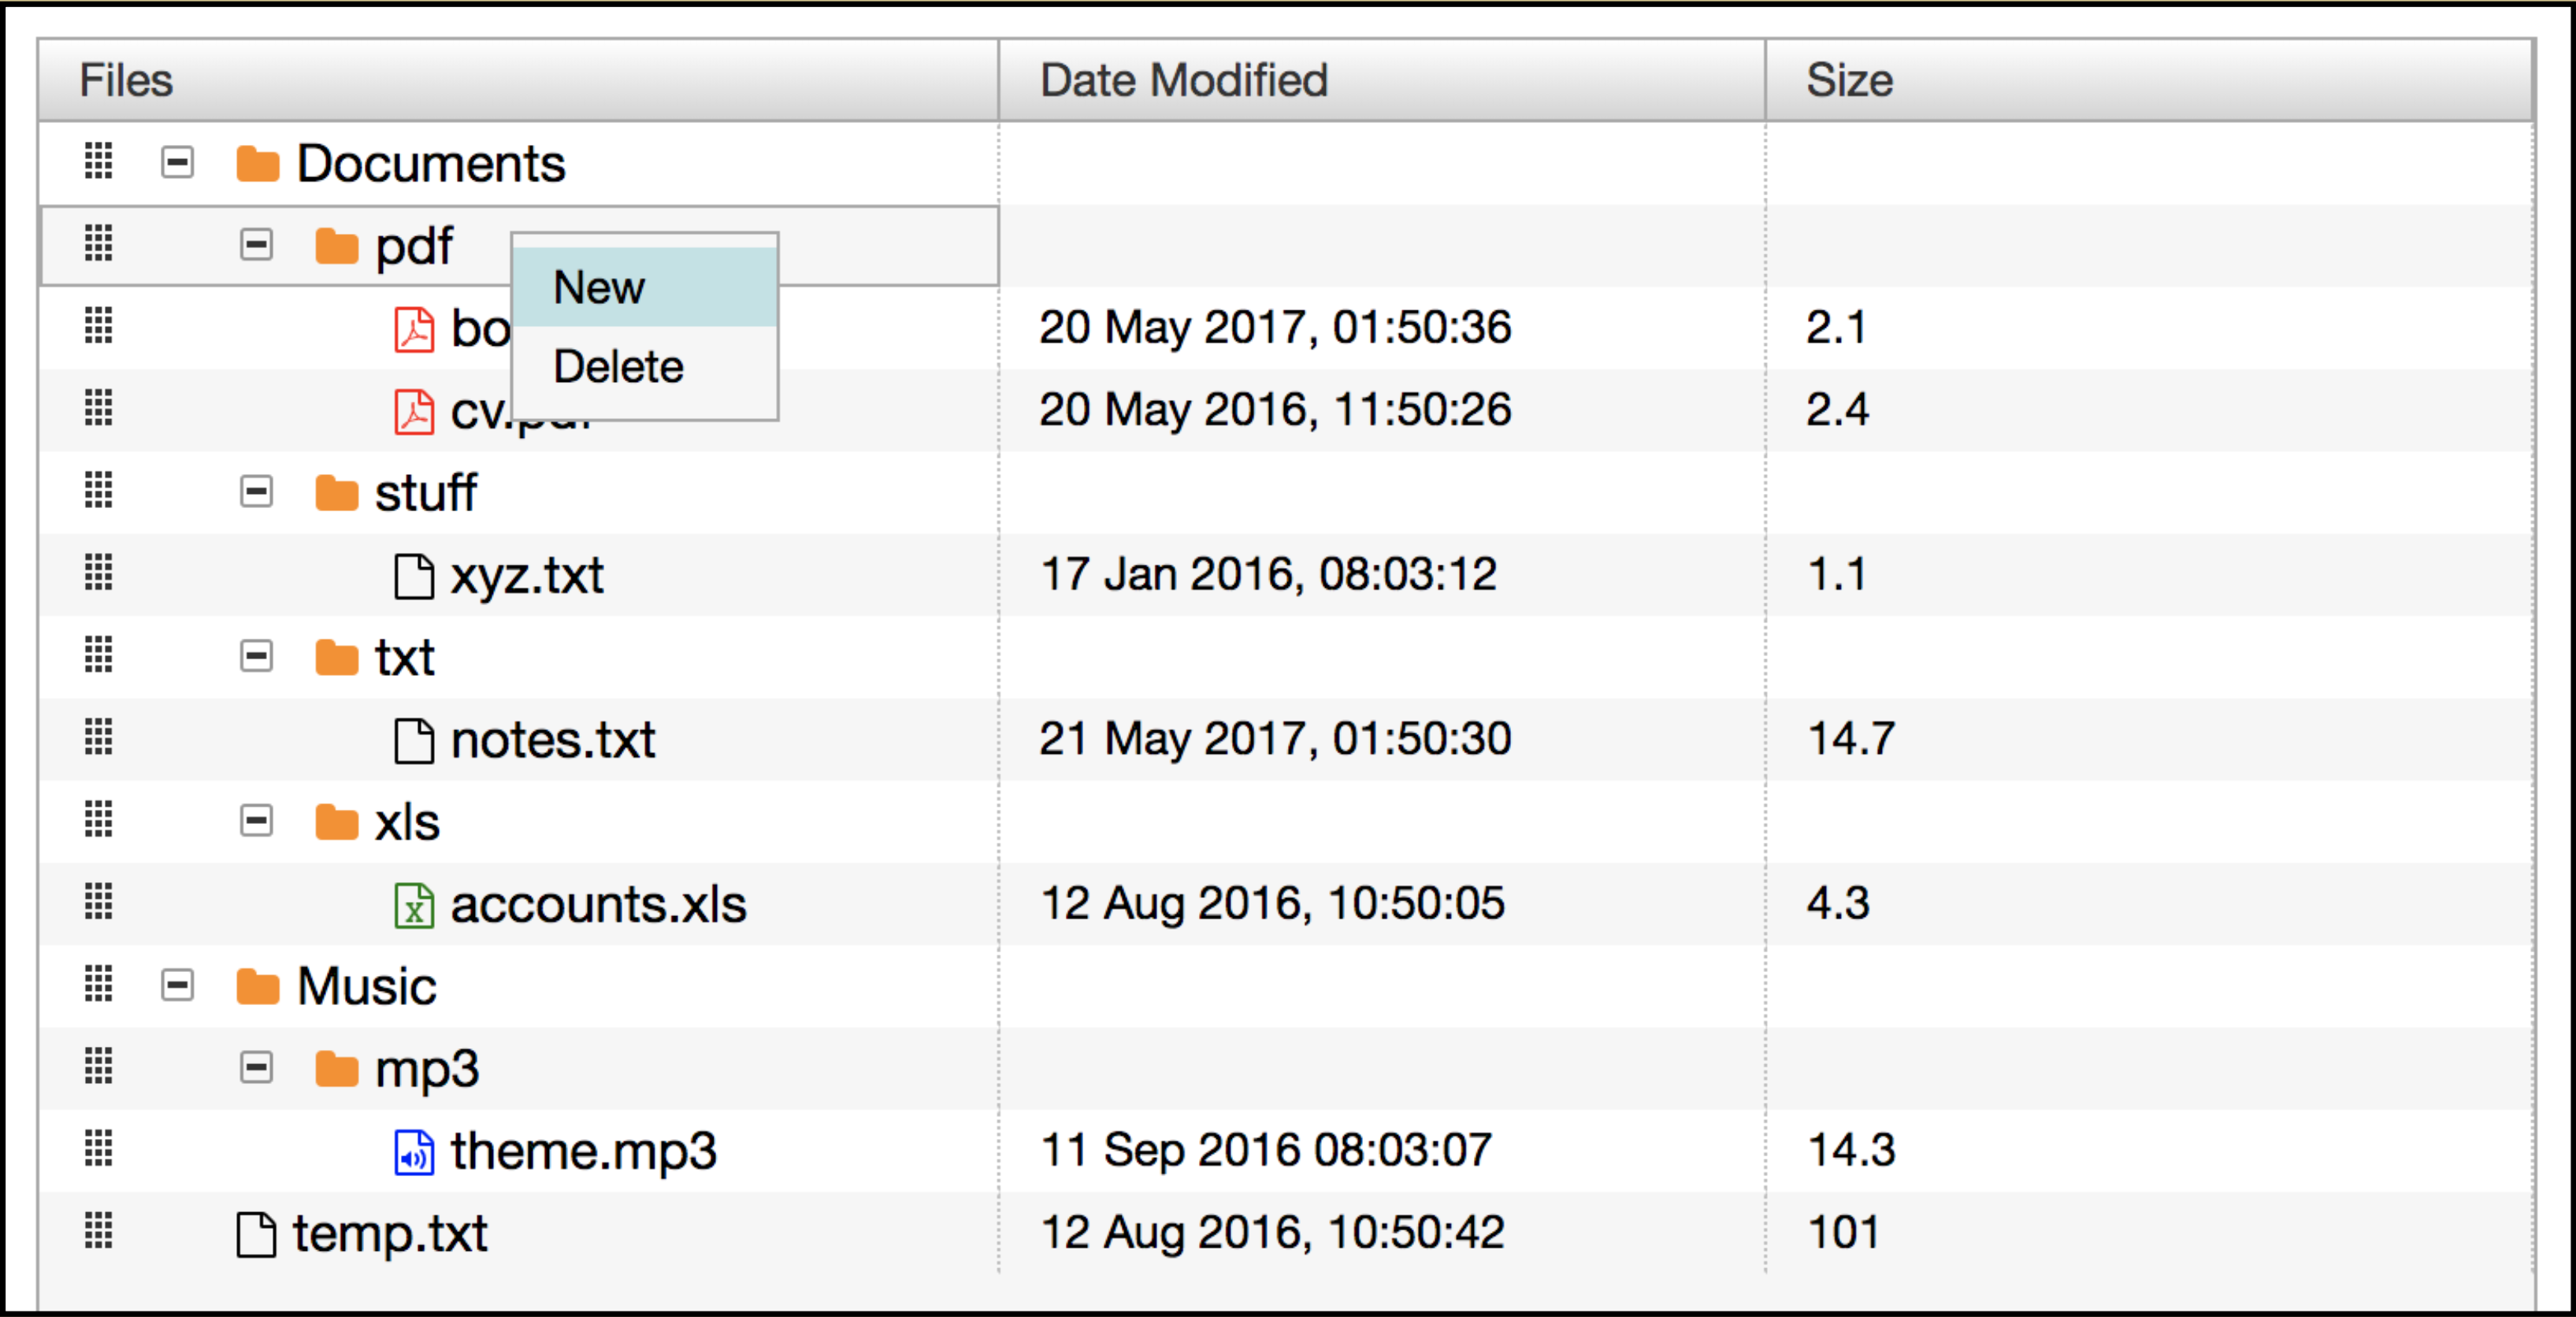 Files Date Modified Size
Documents
pdf
New
20 May 2017, 01:50:36 2.1
Delete
20 May 2016, 11:50:26 2.4
stuff
xyz.txt 17 Jan 2016, 08:03:12 1.1
txt
notes.txt 21 May 2017, 01:50:30 14.7
xls
accounts.xls 12 Aug 2016, 10:50:05 4.3
Music
mp3
theme.mp3 11 Sep 2016 08:03:07 14.3
temp.txt 12 Aug 2016, 10:50:42 101